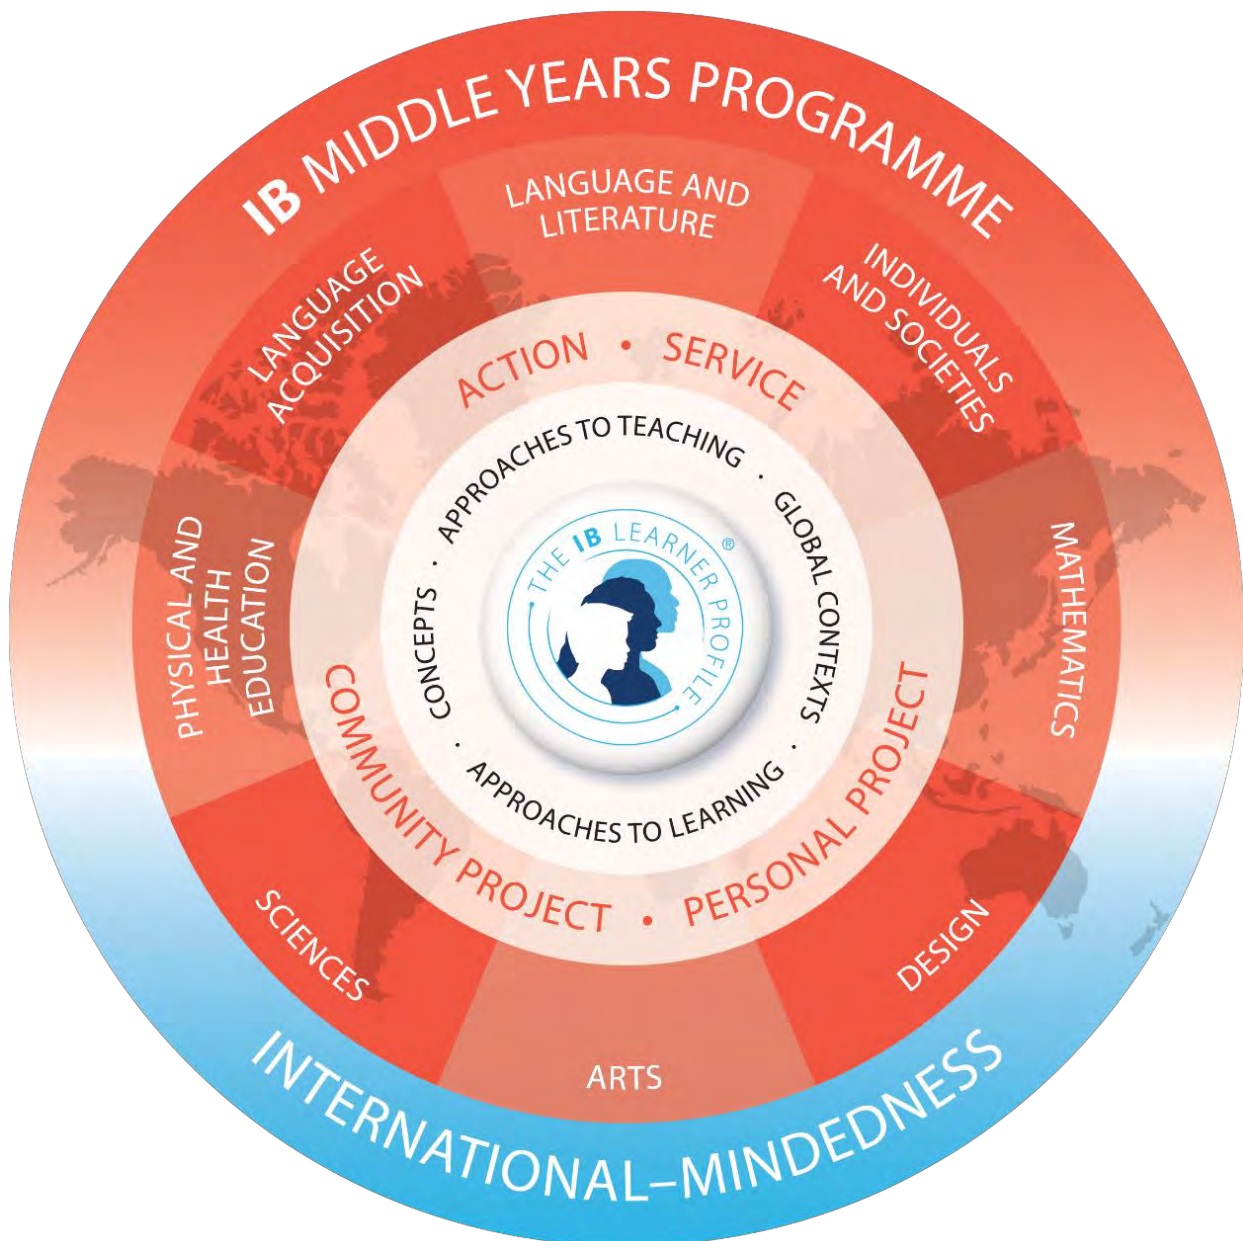 IB MIDDLE YEARS PROGRAMME
LANGUAGE AND
LITERATURE
INDIVIDUALS
AND SOCIETIES
MATHEMATICS
DESIGN
ARTS
SCIENCES
PHYSICAL AND
HEALTH
EDUCATION
LANGUAGE
ACQUISITION
ACTION • SERVICE
PERSONAL PROJECT
•
COMMUNITY PROJECT
APPROACHES TO TEACHING ·
GLOBAL CONTEXTS ·
APPROACHES TO LEARNING ·
CONCEPTS ·
THE IB LEARNER PROFILE ®
INTERNATIONAL–MINDEDNESS